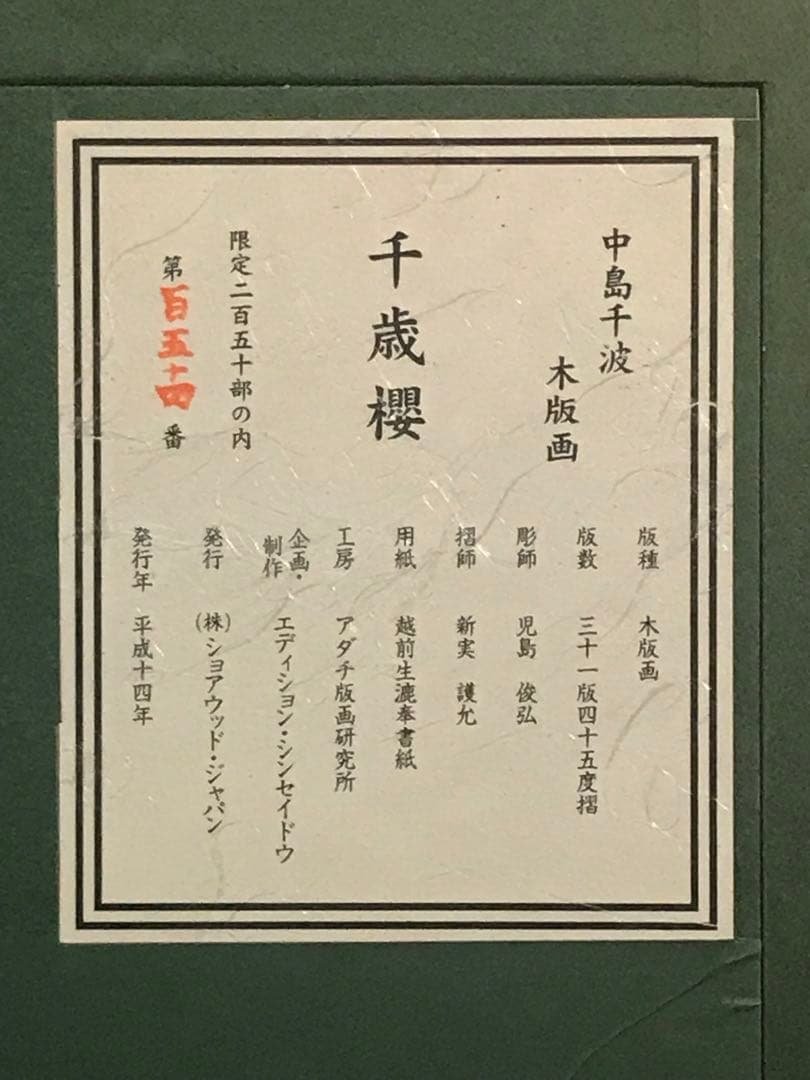 中島千波
木版画
千歳櫻
限定二百五十部の内
第百五十四番
版種 木版画
版数 三十一版四十五度摺
彫師 児島 俊弘
摺師 新実 護允
用紙 越前生漉奉書紙
工房 アダチ版画研究所
企画・制作 エディション・シンセイドウ
発行 (株)ショアウッド・ジャパン
発行年 平成十四年